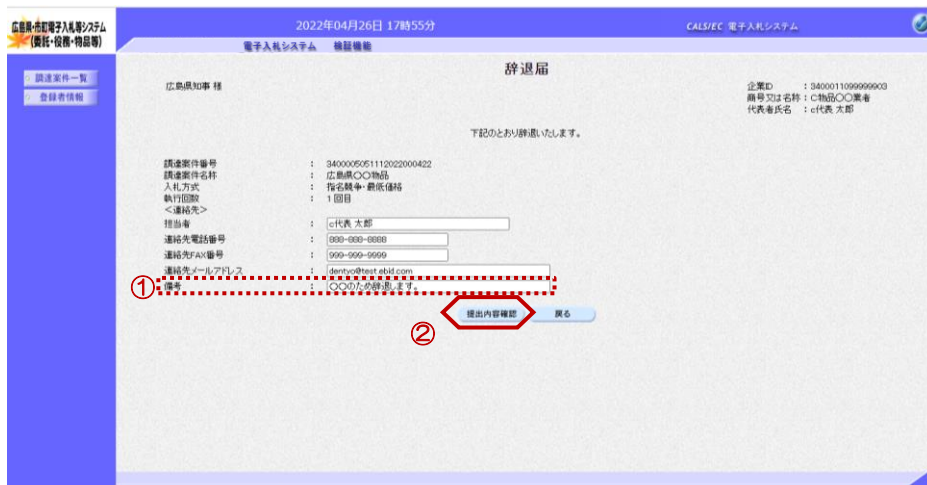 広島県・市町電子入札等システム
(委託・役務・物品等)
2022年04月26日 17時55分
CALS/EC 電子入札システム
電子入札システム 検証機能
調達案件一覧
登録者情報
辞退届
広島県知事 様
企業ID : 3400011099999903
商号又は名称 : C物品〇〇業者
代表者氏名 : c代表 太郎
下記のとおり辞退いたします。
調達案件番号 : 3400005051112022000422
調達案件名称 : 広島県〇〇物品
入札方式 : 指名競争・最低価格
執行回数 : 1回目
<連絡先>
担当者 : c代表 太郎
連絡先電話番号 : 888-888-8888
連絡先FAX番号 : 999-999-9999
連絡先メールアドレス : dentyo@test.ebid.com
① 備考 : 〇〇のため辞退します。
提出内容確認 戻る
②